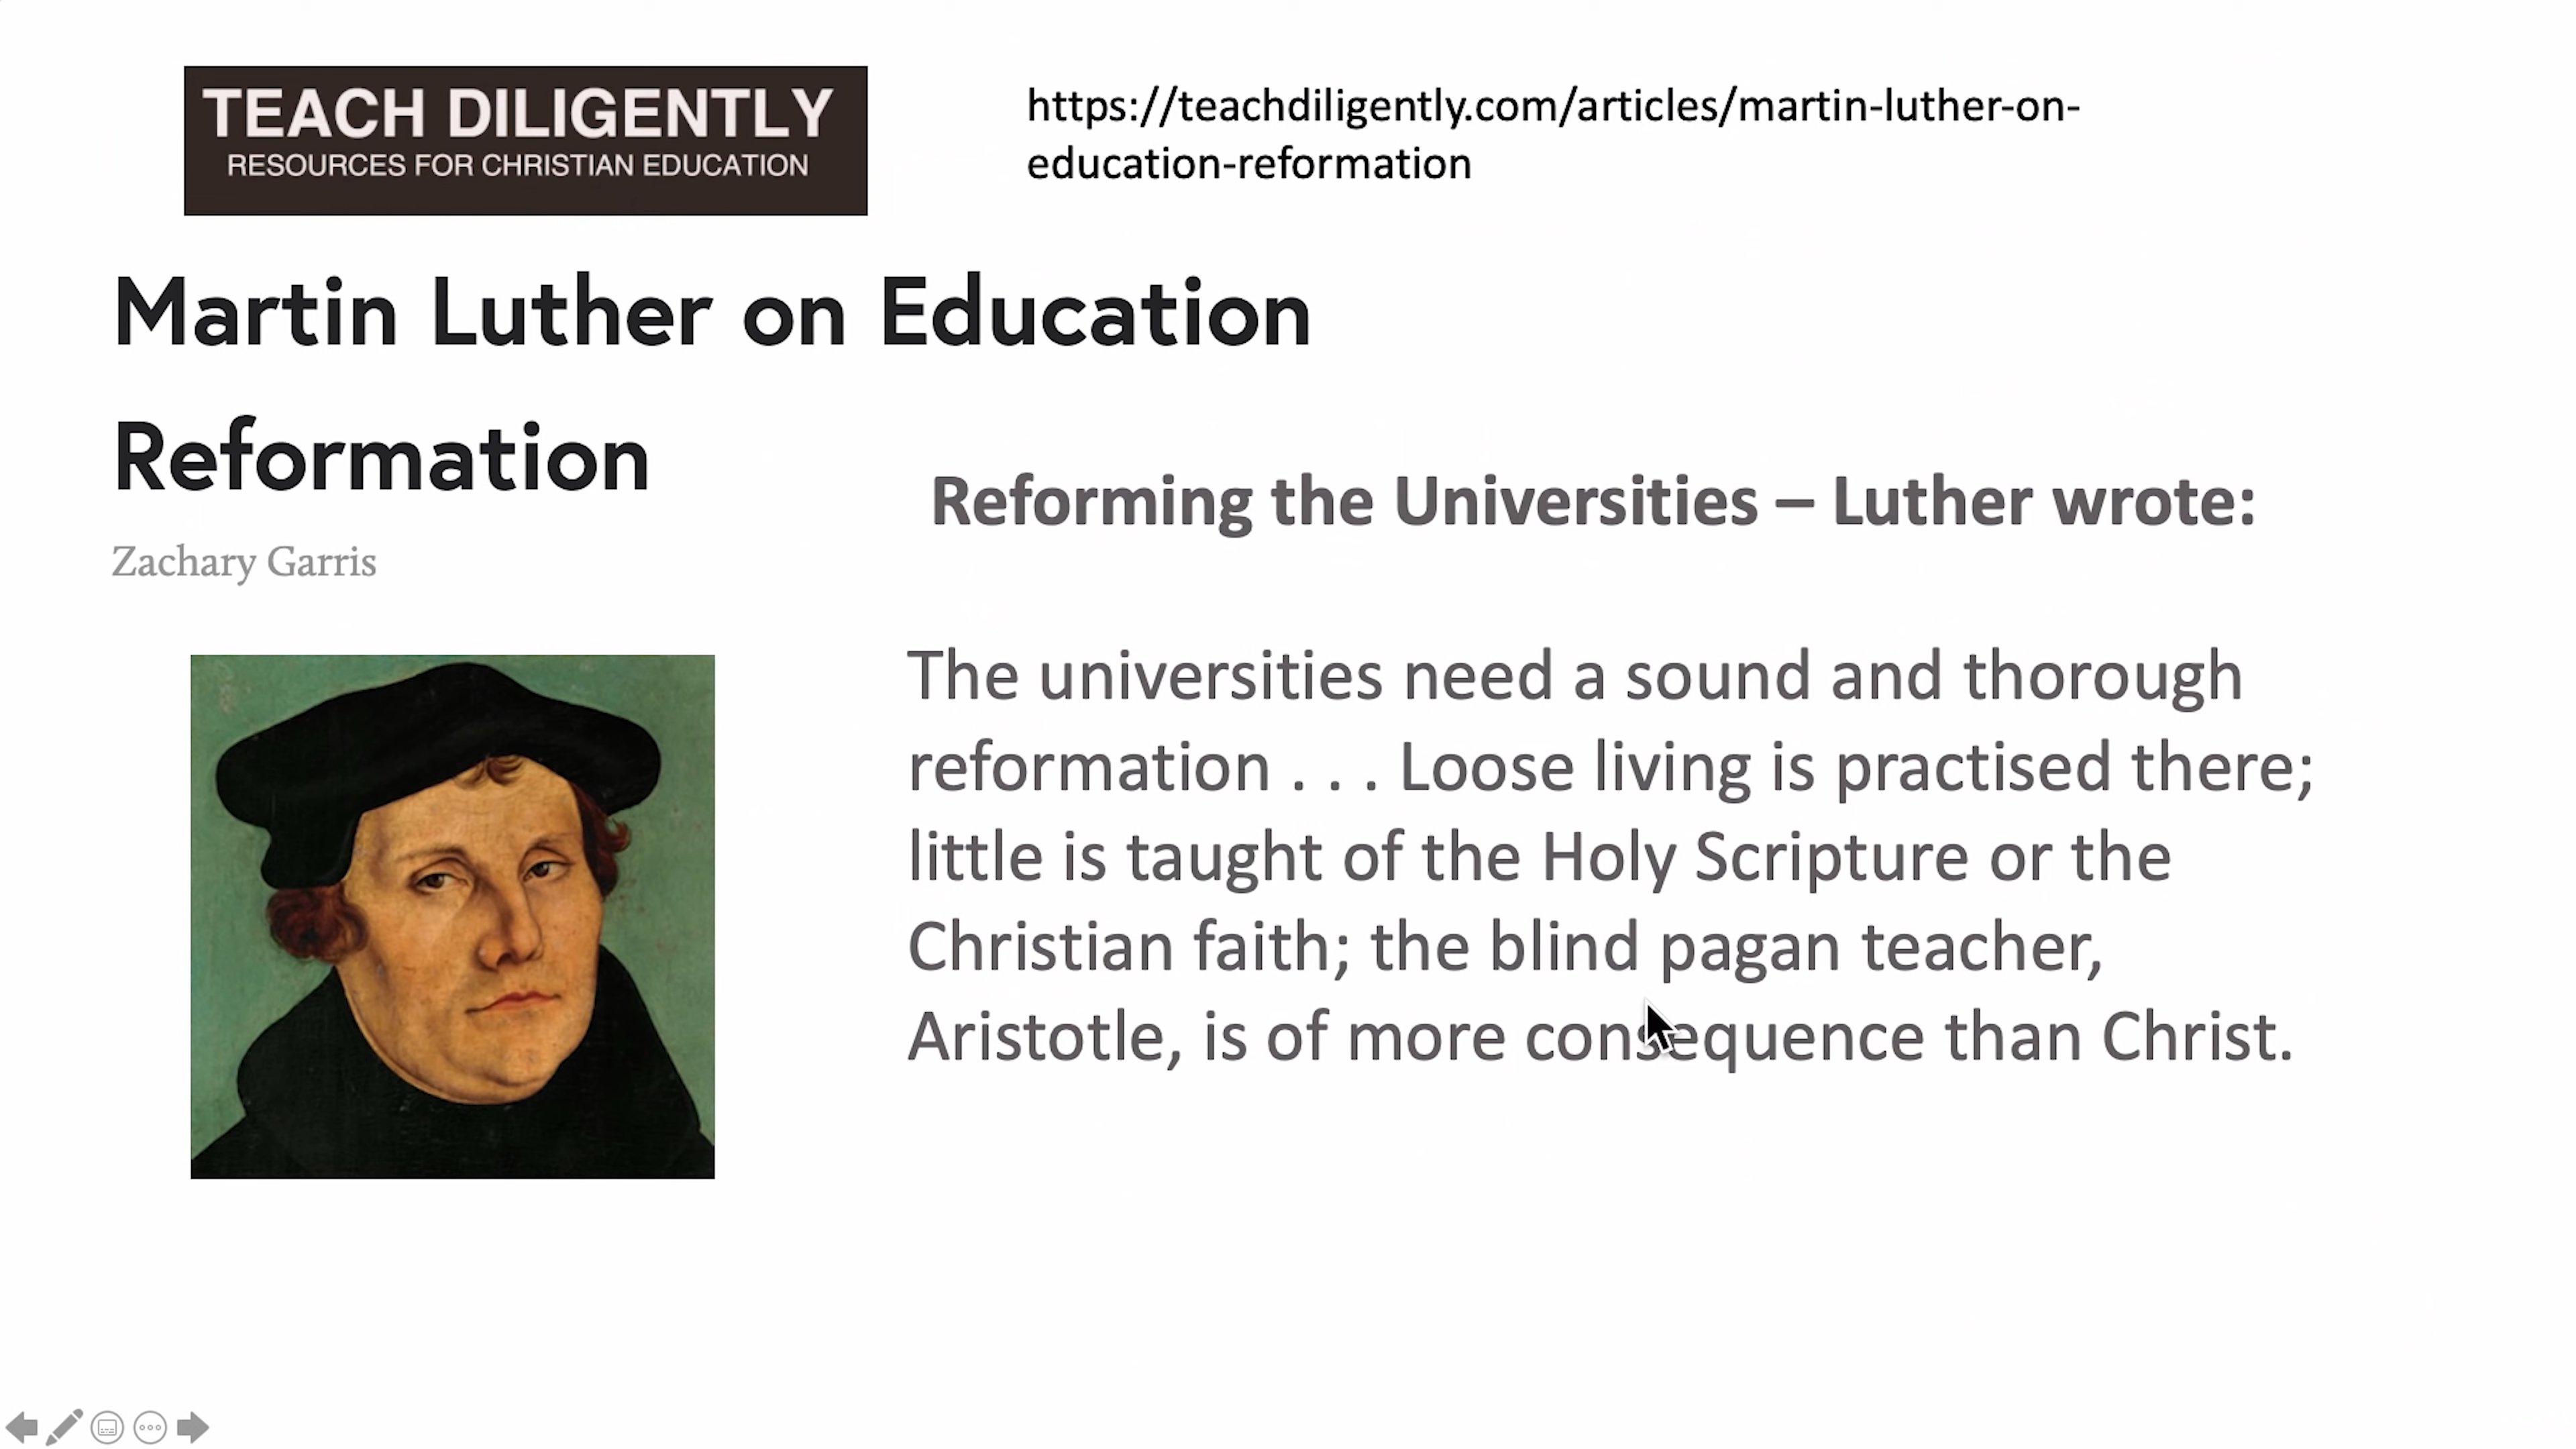 TEACH DILIGENTLY
RESOURCES FOR CHRISTIAN EDUCATION
https://teachdiligently.com/articles/martin-luther-on-
education-reformation
Martin Luther on Education
Reformation
Zachary Garris
Reforming the Universities – Luther wrote:
The universities need a sound and thorough
reformation . . . Loose living is practised there;
little is taught of the Holy Scripture or the
Christian faith; the blind pagan teacher,
Aristotle, is of more consequence than Christ.